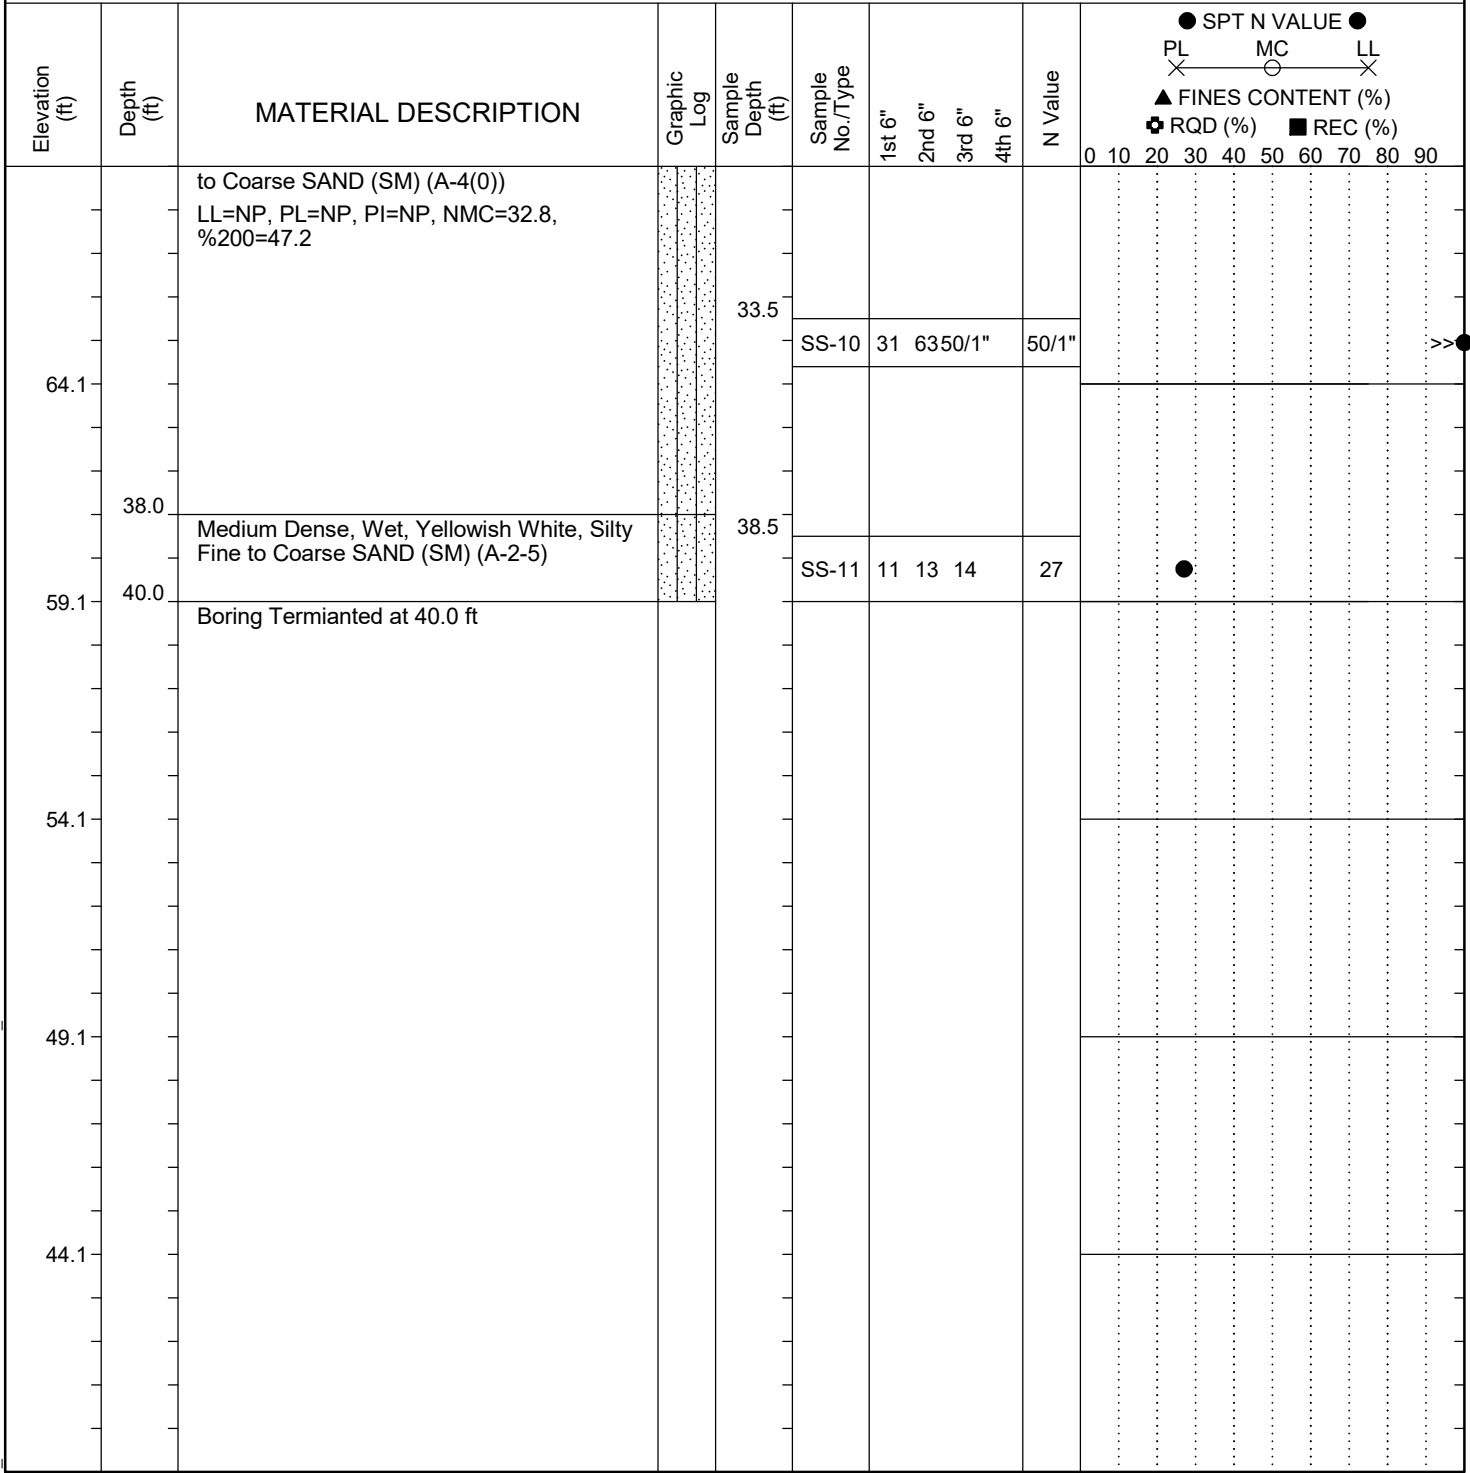 Elevation
(ft)
Depth
(ft)
MATERIAL DESCRIPTION
Graphic
Log
Sample
Depth
(ft)
Sample
No./Type
1st 6"
2nd 6"
3rd 6"
4th 6"
N Value
SPT N VALUE
PL MC LL
FINES CONTENT (%)
RQD (%) REC (%)
0 10 20 30 40 50 60 70 80 90
to Coarse SAND (SM) (A-4(0))
LL=NP, PL=NP, PI=NP, NMC=32.8,
%200=47.2
33.5
SS-10 31 63 50/1" 50/1" >>
64.1
38.0
Medium Dense, Wet, Yellowish White, Silty
Fine to Coarse SAND (SM) (A-2-5)
38.5
SS-11 11 13 14 27
40.0
59.1
Boring Termianted at 40.0 ft
54.1
49.1
44.1